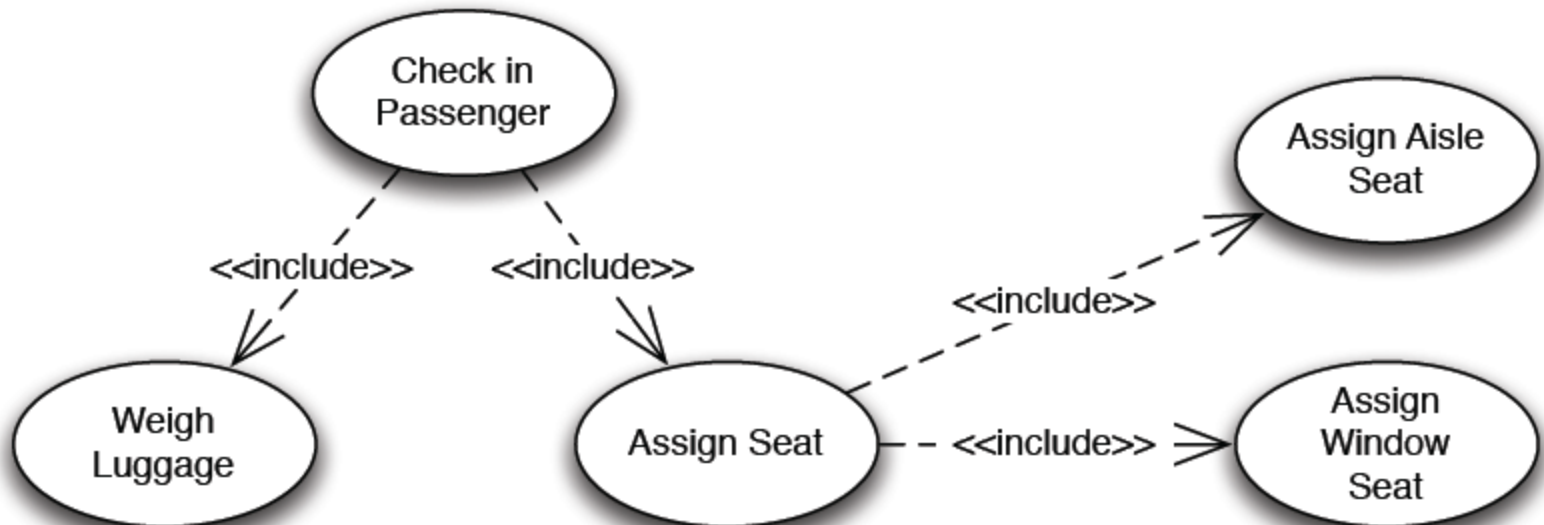 Check in
Passenger
Assign Aisle
Seat
<<include>>
<<include>>
<<include>>
Weigh
Luggage
Assign Seat
<<include>>
Assign
Window
Seat